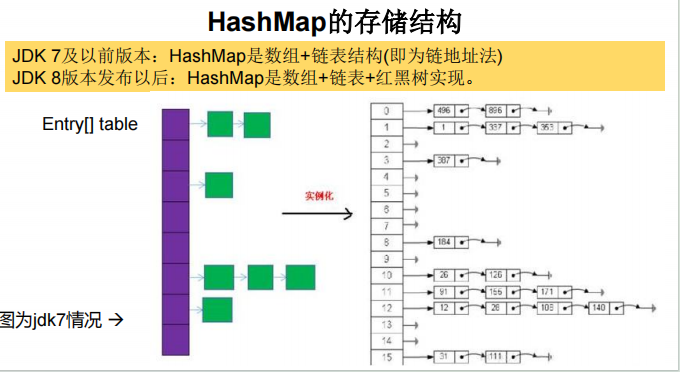 HashMap的存储结构
JDK 7及以前版本：HashMap是数组+链表结构(即为链地址法)
JDK 8版本发布以后：HashMap是数组+链表+红黑树实现。
Entry[] table
实例化
图为jdk7情况 →
0 496 896
1 1 337 353
2
3 387
4
5
6
7
8 184
9
10 26 126
11 91 171
12 12 140
13
14
15 31 111